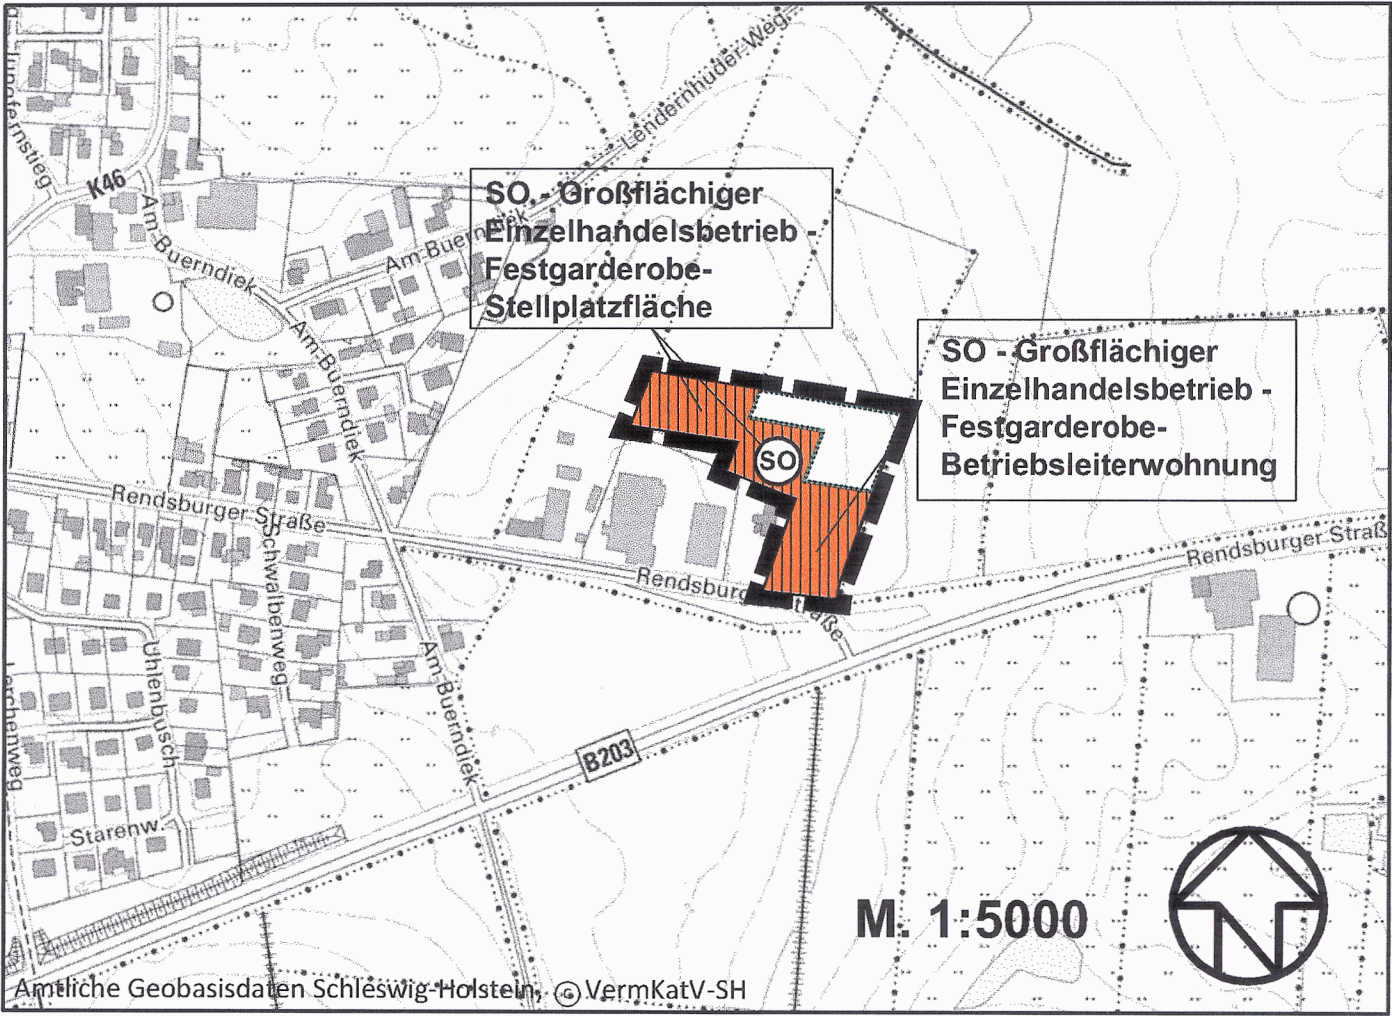 Jungfernstieg
K46
Am-Buerndiek
Am-Buerndiek
Lendernhuder-Weg
SO - Großflächiger
Einzelhandelsbetrieb -
Festgarderobe-
Stellplatzfläche
SO - Großflächiger
Einzelhandelsbetrieb -
Festgarderobe-
Betriebsleiterwohnung
Am-Buerndiek
SO
Rendsburger Straße
Rendsburger Straße
Rendsburger Straß
Schwalbenweg
Uhlenbusch
Lerchenweg
Am-Buerndiek
B203
Starenw.
M. 1:5000
N
Amtliche Geobasisdaten Schleswig-Holstein, © VermKatV-SH